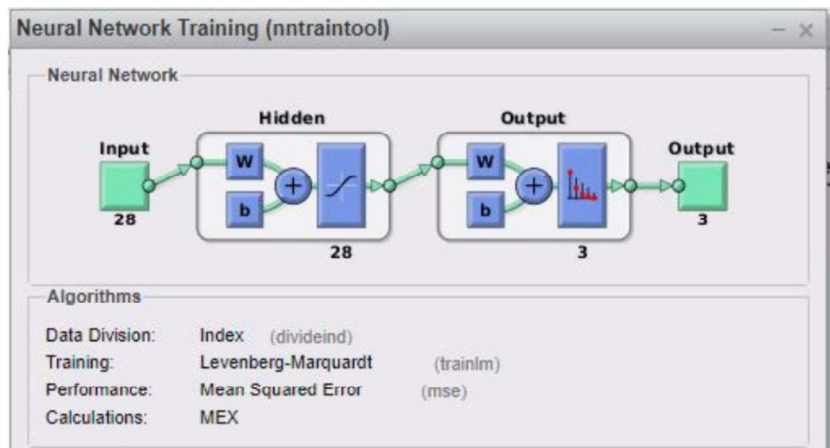 Neural Network Training (nntraintool)
Neural Network
Hidden
Output
Input
Output
W
W
b
b
28
28
3
3
Algorithms
Data Division: Index (divideind)
Training: Levenberg-Marquardt (trainlm)
Performance: Mean Squared Error (mse)
Calculations: MEX